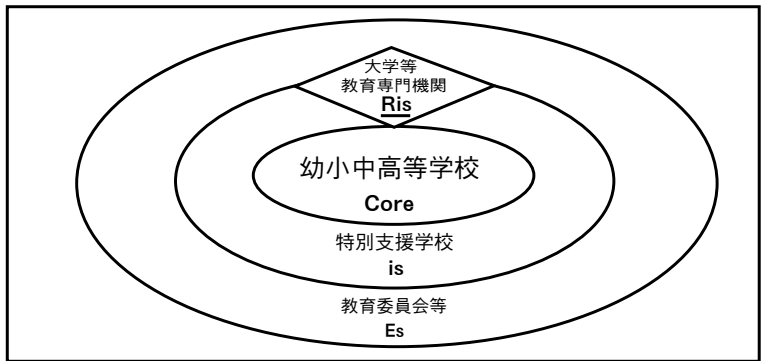 大学等
教育専門機関
Ris
幼小中高等学校
Core
特別支援学校
is
教育委員会等
Es